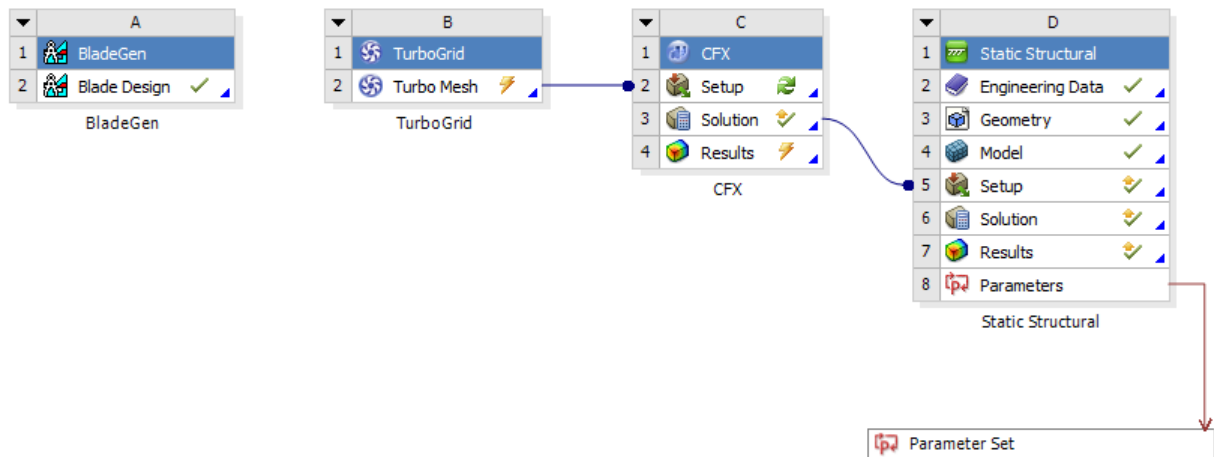 A
1 BladeGen
2 Blade Design
BladeGen
B
1 TurboGrid
2 Turbo Mesh
TurboGrid
C
1 CFX
2 Setup
3 Solution
4 Results
CFX
D
1 Static Structural
2 Engineering Data
3 Geometry
4 Model
5 Setup
6 Solution
7 Results
8 Parameters
Static Structural
Parameter Set